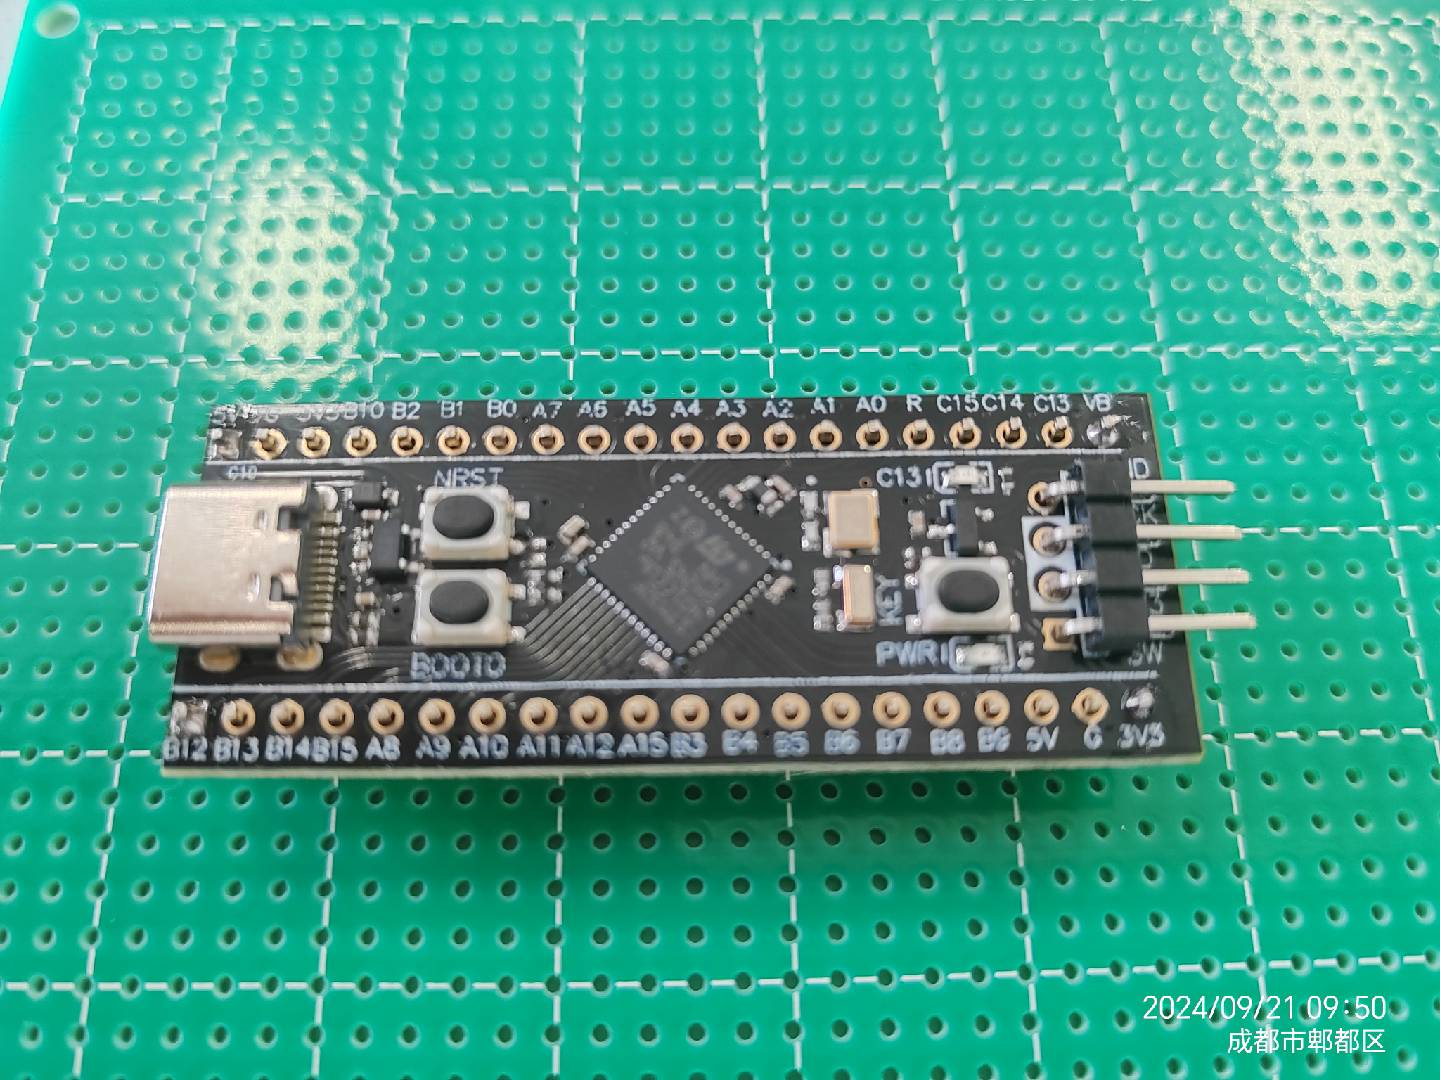 B10 B2 B1 B0 A7 A6 A5 A4 A3 A2 A1 A0 R C15 C14 C13 VB
C10
NRST
C13
BOOT0
KEY
PWR
B12 B13 B14 B15 A8 A9 A10 A11 A12 A15 B3 B4 B5 B6 B7 B8 B9 5V G 3V3
2024/09/21 09:50
成都市郫都区